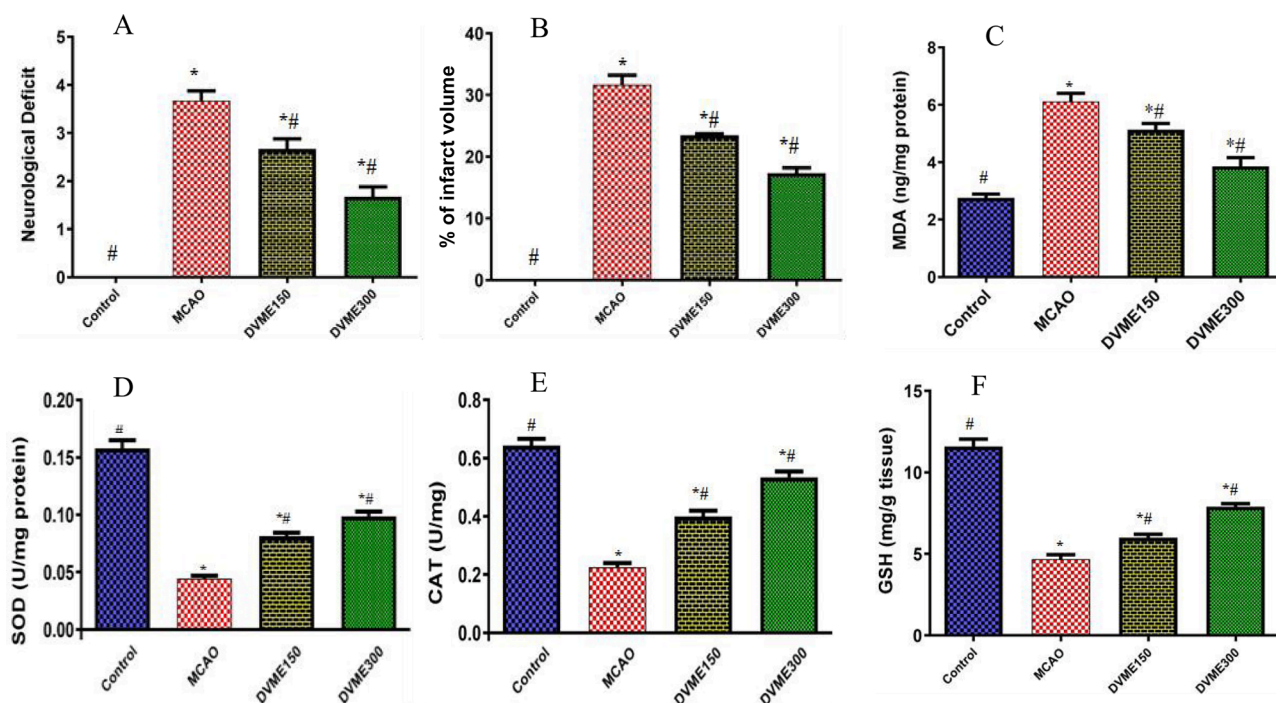 A
Neurological Deficit
5
4
3
2
1
0
#
*
*#
*#
Control
MCAO
DVME150
DVME300
B
% of infarct volume
40
30
20
10
0
#
*
*#
*#
Control
MCAO
DVME150
DVME300
C
MDA (ng/mg protein)
8
6
4
2
0
#
*
*#
*#
Control
MCAO
DVME150
DVME300
D
SOD (U/mg protein)
0.20
0.15
0.10
0.05
0.00
#
*
*#
*#
Control
MCAO
DVME150
DVME300
E
CAT (U/mg)
0.8
0.6
0.4
0.2
0.0
#
*
*#
*#
Control
MCAO
DVME150
DVME300
F
GSH (mg/g tissue)
15
10
5
0
#
*
*#
*#
Control
MCAO
DVME150
DVME300